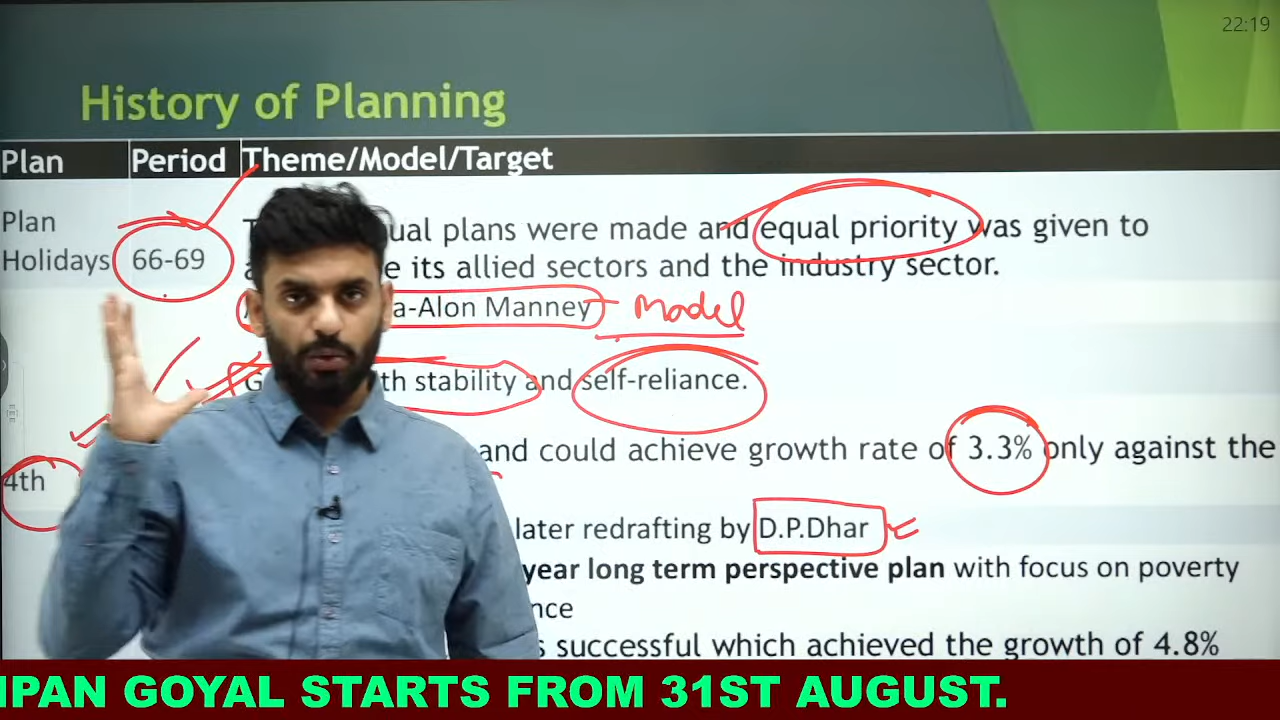 22:19
History of Planning
Plan Period Theme/Model/Target
Plan
Holidays 66-69
ual plans were made and equal priority was given to
e its allied sectors and the industry sector.
a-Alon Manney Model
th stability and self-reliance.
and could achieve growth rate of 3.3% only against the
4th
later redrafting by D.P.Dhar
year long term perspective plan with focus on poverty
nce
s successful which achieved the growth of 4.8%
IPAN GOYAL STARTS FROM 31ST AUGUST.